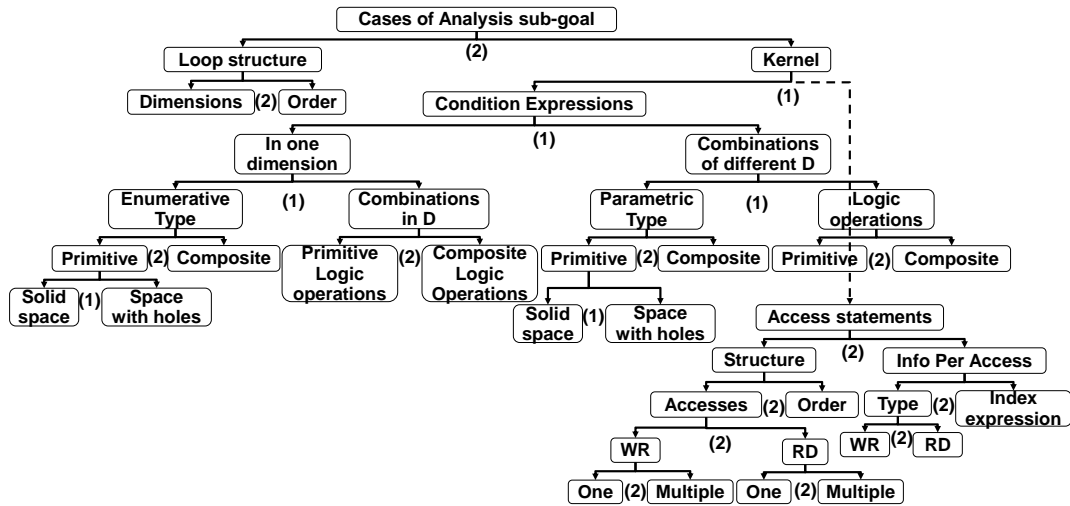 Cases of Analysis sub-goal
(2)
Loop structure
Kernel
Dimensions (2) Order
Condition Expressions
(1)
(1)
In one
dimension
Combinations
of different D
Enumerative
Type
(1)
Combinations
in D
Parametric
Type
(1)
Logic
operations
Primitive (2) Composite
Primitive
Logic
operations
(2)
Composite
Logic
Operations
Primitive (2) Composite
Primitive (2) Composite
Solid
space
(1)
Space
with holes
Solid
space
(1)
Space
with holes
Access statements
(2)
Structure
Info Per Access
Accesses (2) Order
Type (2)
Index
expression
(2)
WR
RD
WR (2) RD
One (2) Multiple
One (2) Multiple